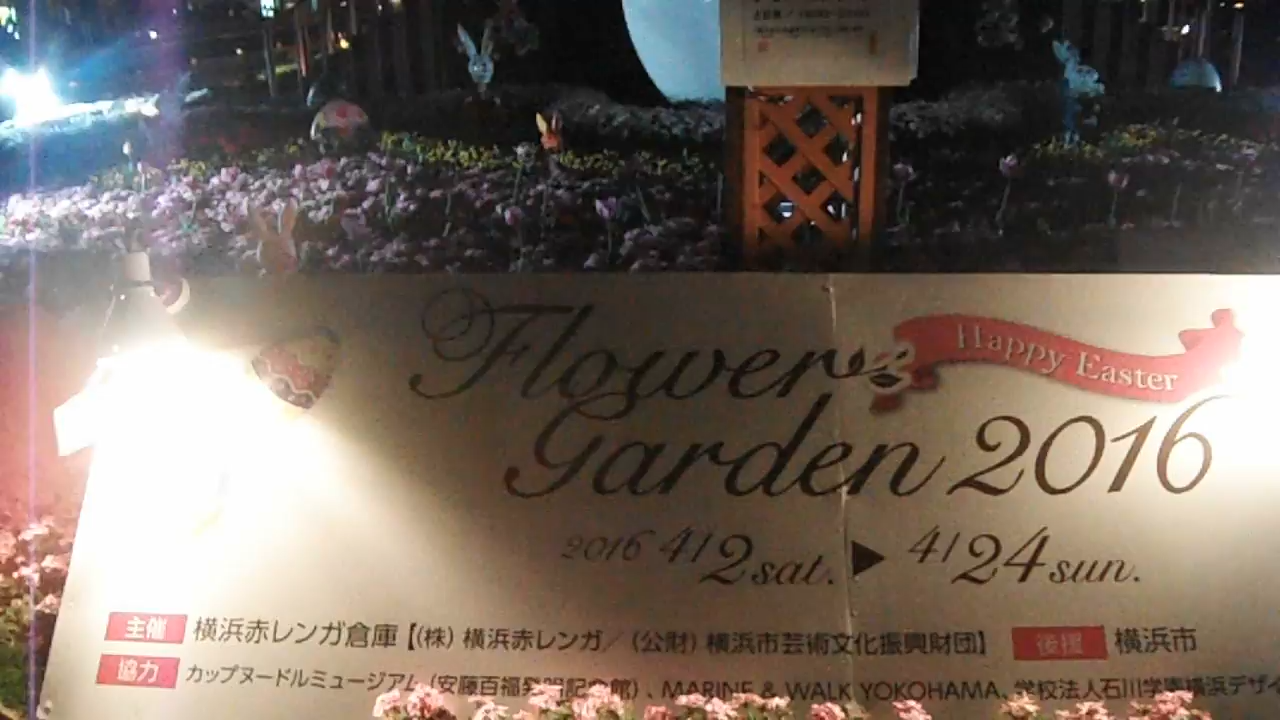 Flower
Happy Easter
Garden 2016
2016 4/2sat. ▶ 4/24sun.
主催 横浜赤レンガ倉庫【(株)横浜赤レンガ/(公財)横浜市芸術文化振興財団】 後援 横浜市
協力 カップヌードルミュージアム(安藤百福発明記念館)、MARINE & WALK YOKOHAMA、学校法人石川学園横浜デザイ